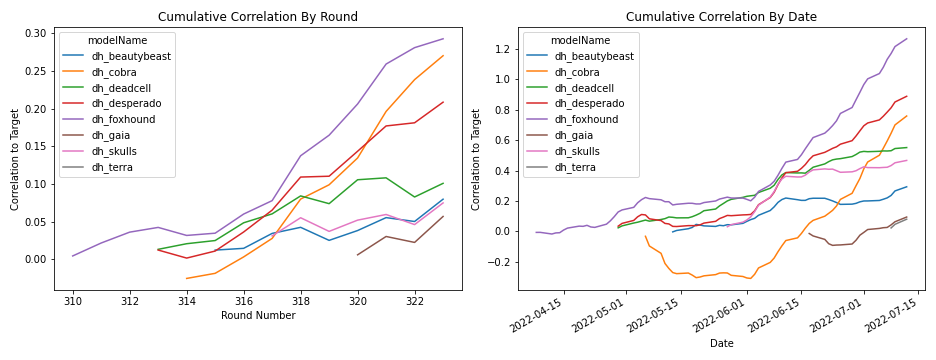 Cumulative Correlation By Round
Correlation to Target
0.30
0.25
0.20
0.15
0.10
0.05
0.00
modelName
dh_beautybeast
dh_cobra
dh_deadcell
dh_desperado
dh_foxhound
dh_gaia
dh_skulls
dh_terra
310
312
314
316
318
320
322
Round Number
Cumulative Correlation By Date
Correlation to Target
1.2
1.0
0.8
0.6
0.4
0.2
0.0
−0.2
modelName
dh_beautybeast
dh_cobra
dh_deadcell
dh_desperado
dh_foxhound
dh_gaia
dh_skulls
dh_terra
2022-04-15
2022-05-01
2022-05-15
2022-06-01
2022-06-15
2022-07-01
2022-07-15
Date